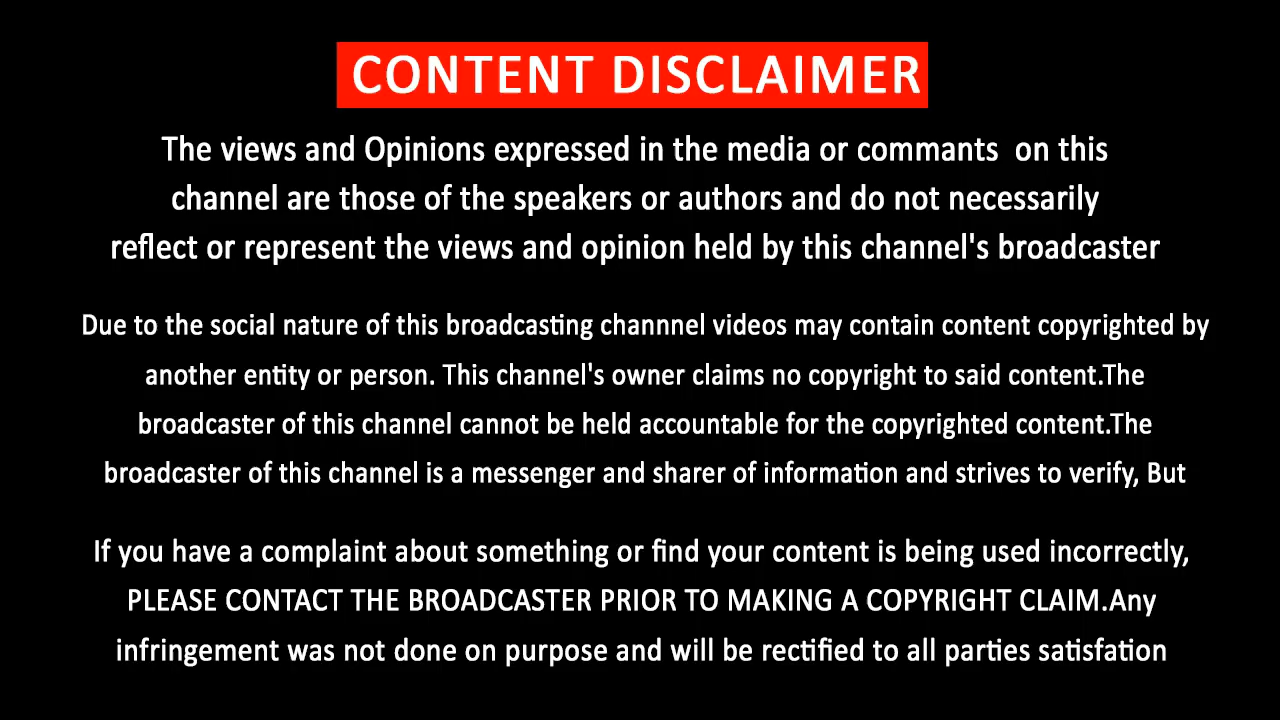 CONTENT DISCLAIMER
The views and Opinions expressed in the media or commants  on this
channel are those of the speakers or authors and do not necessarily
reflect or represent the views and opinion held by this channel's broadcaster
Due to the social nature of this broadcasting channnel videos may contain content copyrighted by
another entity or person. This channel's owner claims no copyright to said content.The
broadcaster of this channel cannot be held accountable for the copyrighted content.The
broadcaster of this channel is a messenger and sharer of information and strives to verify, But
If you have a complaint about something or find your content is being used incorrectly,
PLEASE CONTACT THE BROADCASTER PRIOR TO MAKING A COPYRIGHT CLAIM.Any
infringement was not done on purpose and will be rectified to all parties satisfation